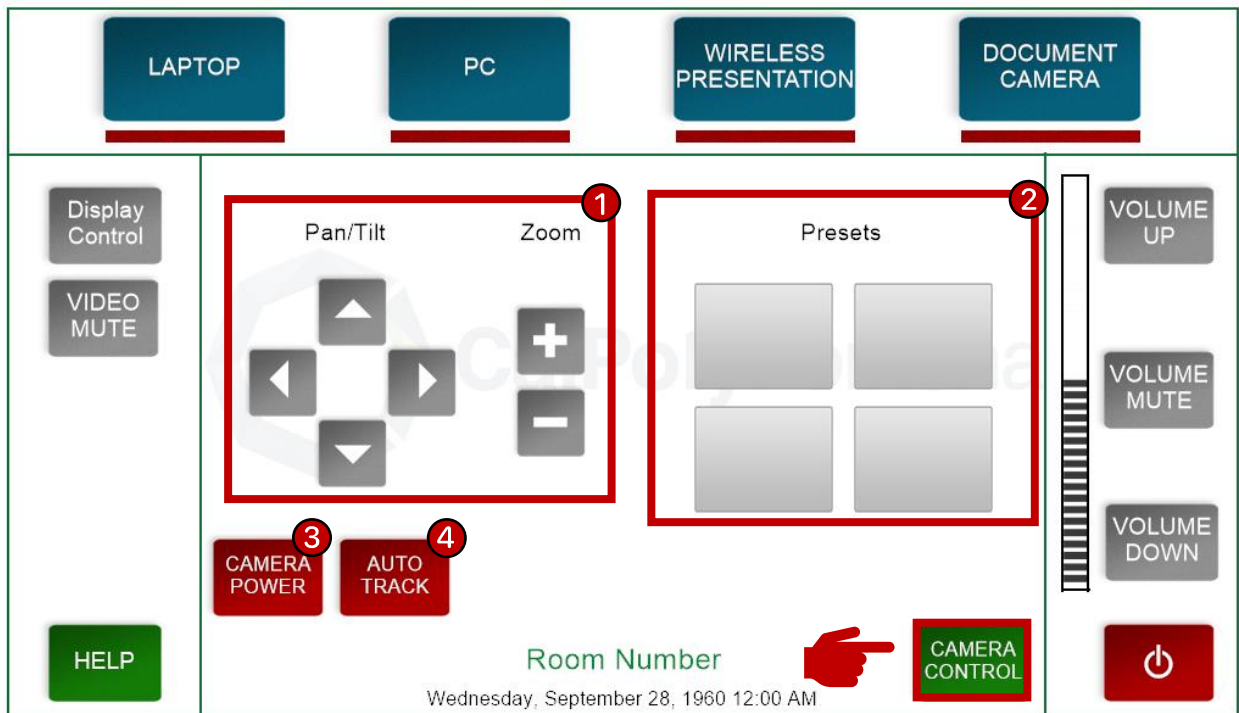 LAPTOP
PC
WIRELESS
PRESENTATION
DOCUMENT
CAMERA
Display
Control
VIDEO
MUTE
HELP
1
Pan/Tilt
Zoom
2
Presets
3
CAMERA
POWER
4
AUTO
TRACK
Room Number
Wednesday, September 28, 1960 12:00 AM
CAMERA
CONTROL
VOLUME
UP
VOLUME
MUTE
VOLUME
DOWN